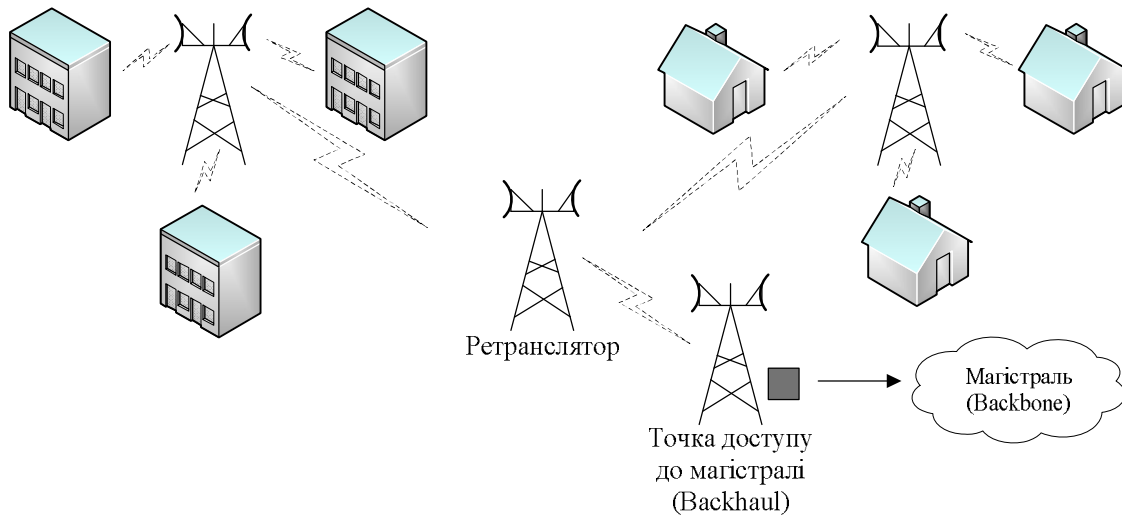 Ретранслятор
Магістраль
(Backbone)
Точка доступу
до магістралі
(Backhaul)